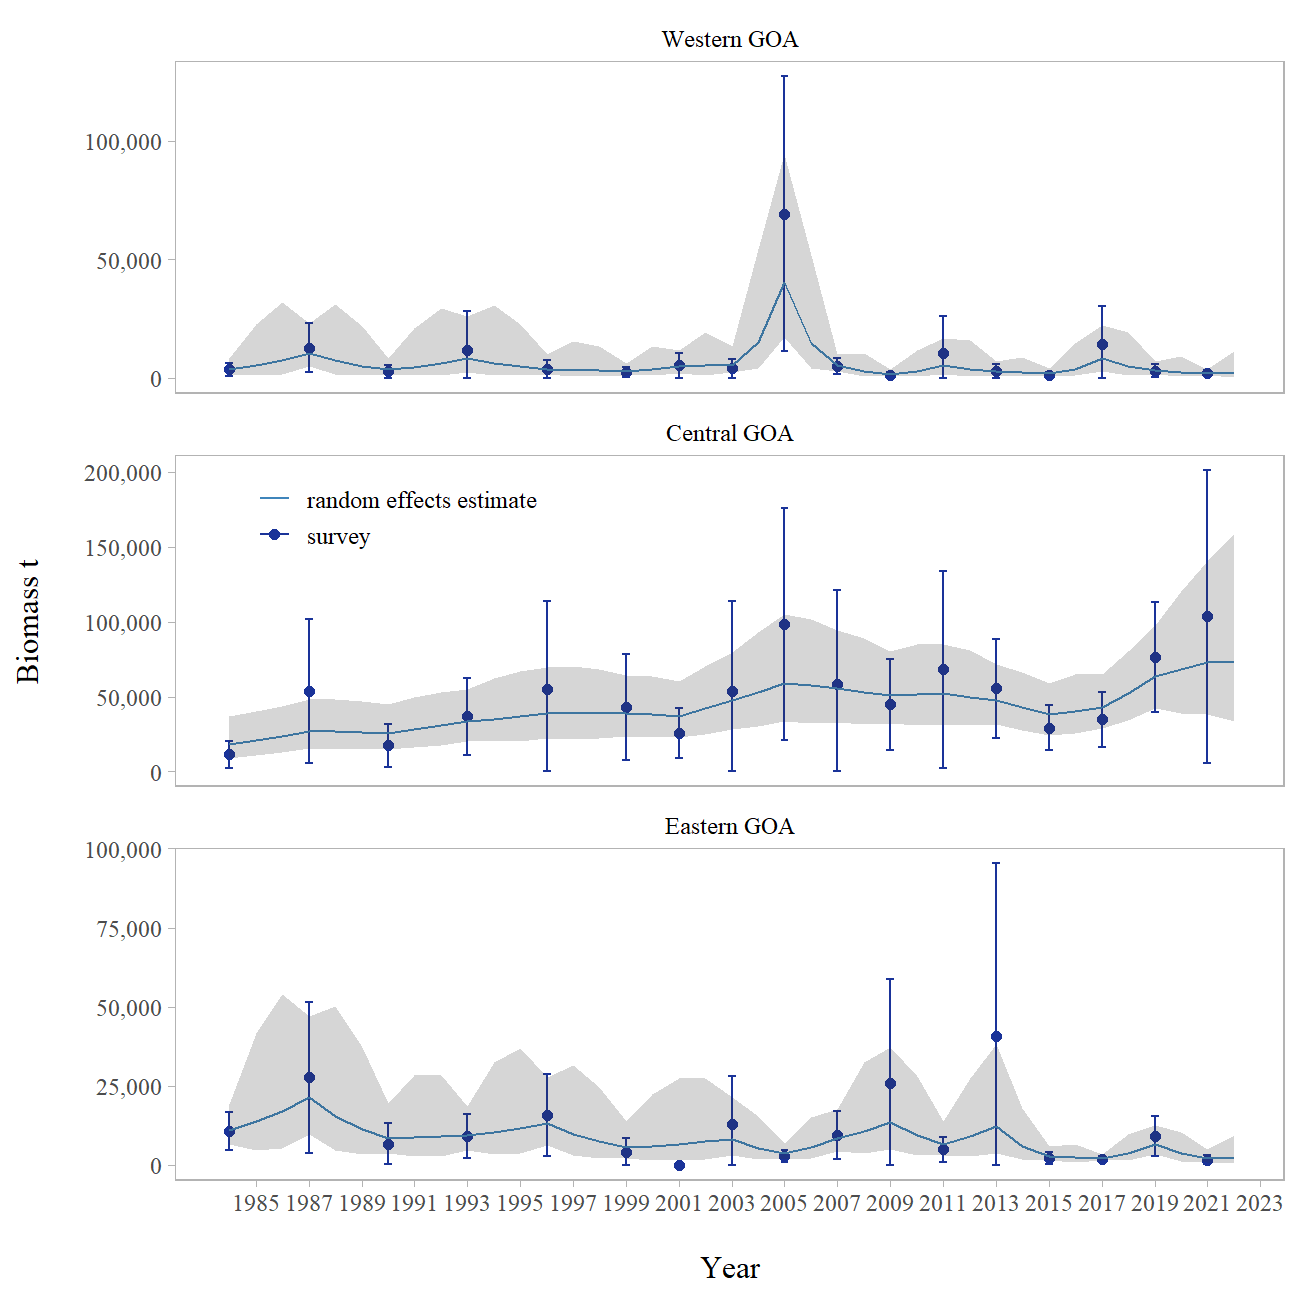 Western GOA
100,000
50,000
0
Central GOA
200,000
150,000
100,000
50,000
0
random effects estimate
survey
Biomass t
Eastern GOA
100,000
75,000
50,000
25,000
0
1985 1987 1989 1991 1993 1995 1997 1999 2001 2003 2005 2007 2009 2011 2013 2015 2017 2019 2021 2023
Year